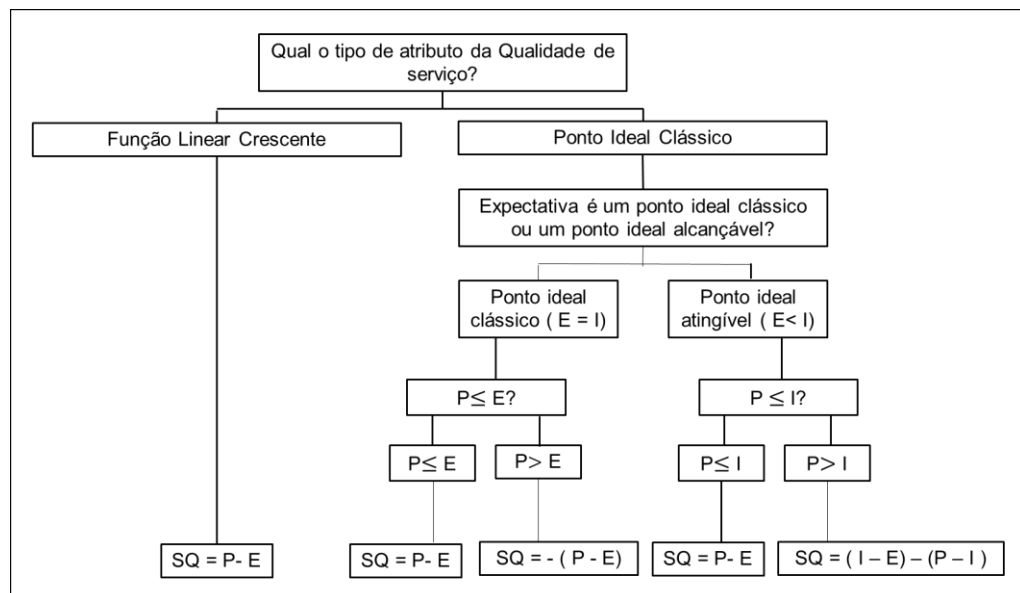 Qual o tipo de atributo da Qualidade de
serviço?
Função Linear Crescente
Ponto Ideal Clássico
Expectativa é um ponto ideal clássico
ou um ponto ideal alcançável?
Ponto ideal
clássico ( E = I)
Ponto ideal
atingível ( E< I)
P≤ E?
P ≤ I?
P≤ E
P> E
P≤ I
P> I
SQ = P- E
SQ = P- E
SQ = - ( P - E)
SQ = P- E
SQ = ( I – E) – (P – I )